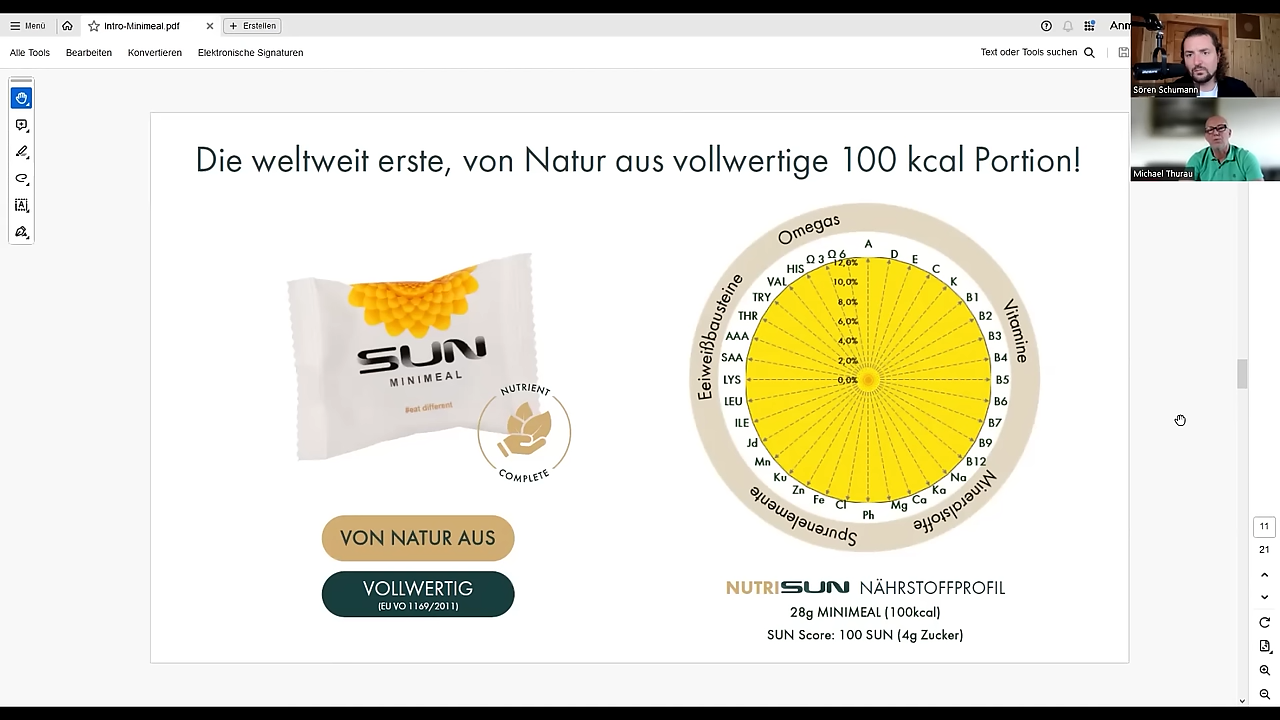 Menü
Intro-Minimeal.pdf
Erstellen
Anm
Alle Tools
Bearbeiten
Konvertieren
Elektronische Signaturen
Text oder Tools suchen
Sören Schumann
Michael Thurau
Die weltweit erste, von Natur aus vollwertige 100 kcal Portion!
SUN
MINIMEAL
#eat different
NUTRIENT
COMPLETE
VON NATUR AUS
VOLLWERTIG
(EU VO 1169/2011)
Omegas
Vitamine
Mineralstoffe
Spurenelemente
Eeiweißbausteine
A
D
E
C
K
B1
B2
B3
B4
B5
B6
B7
B9
B12
Na
Ka
Ca
Mg
Ph
Cl
Fe
Zn
Ku
Mn
Jd
ILE
LEU
LYS
SAA
AAA
THR
TRY
VAL
HIS
Ω 3
Ω 6
12,0%
10,0%
8,0%
6,0%
4,0%
2,0%
0,0%
NUTRISUN NÄHRSTOFFPROFIL
28g MINIMEAL (100kcal)
SUN Score: 100 SUN (4g Zucker)
11
21